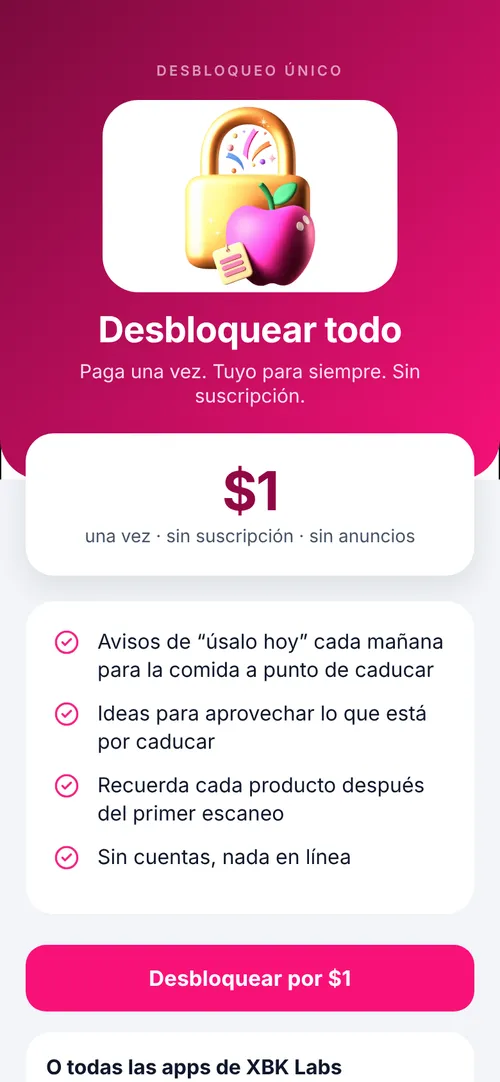 DESBLOQUEO ÚNICO
Desbloquear todo
Paga una vez. Tuyo para siempre. Sin
suscripción.
$1
una vez · sin suscripción · sin anuncios
Avisos de “úsalo hoy” cada mañana
para la comida a punto de caducar
Ideas para aprovechar lo que está
por caducar
Recuerda cada producto después
del primer escaneo
Sin cuentas, nada en línea
Desbloquear por $1
O todas las apps de XBK Labs